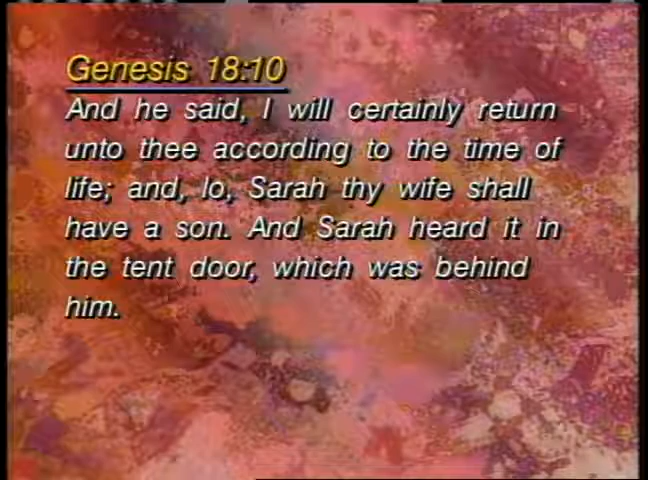 Genesis 18:10
And he said, I will certainly return
unto thee according to the time of
life; and, lo, Sarah thy wife shall
have a son. And Sarah heard it in
the tent door, which was behind
him.